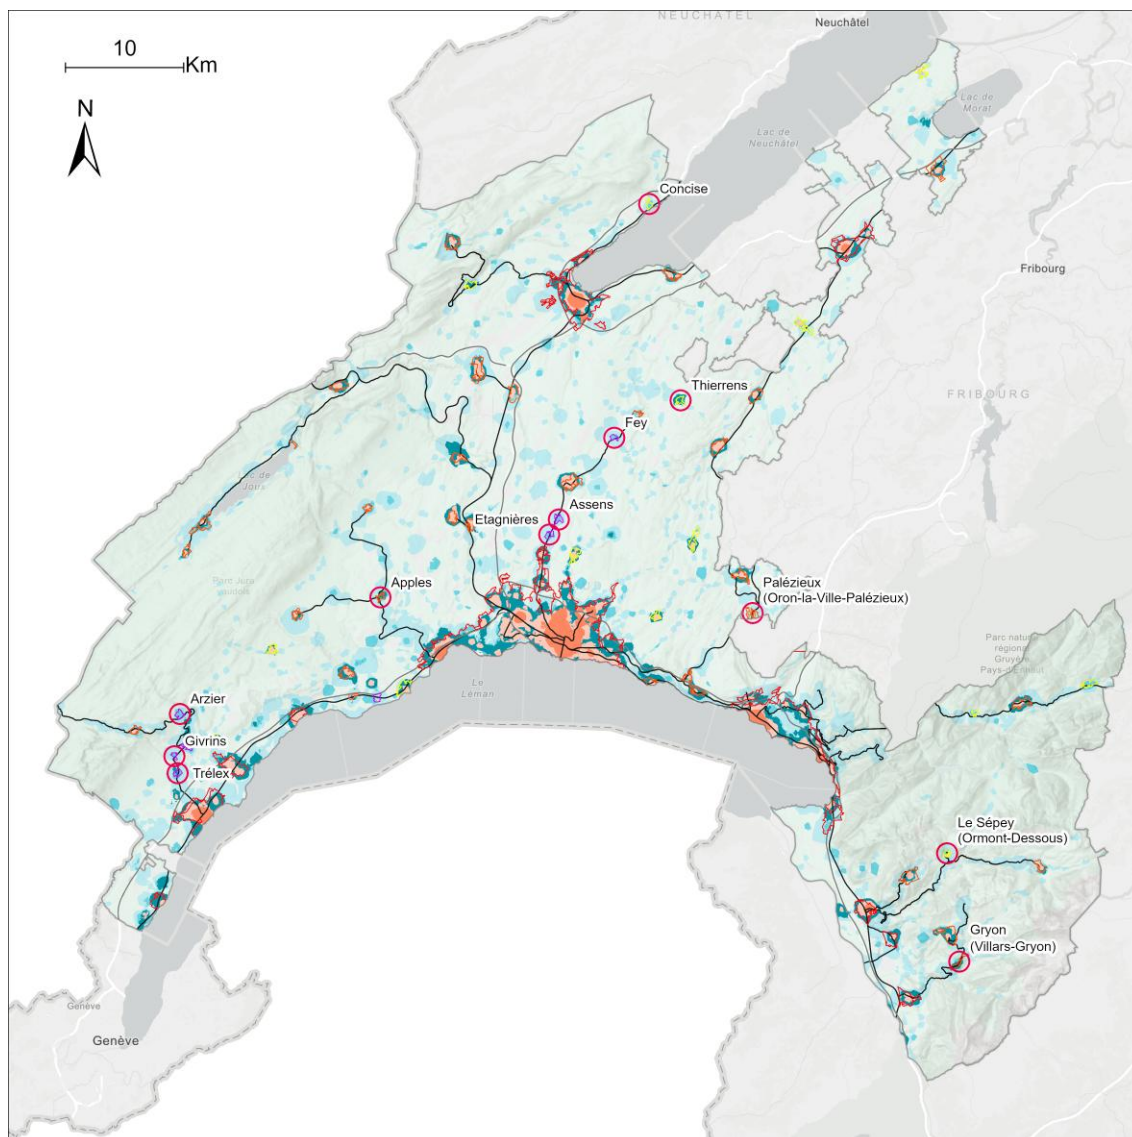 NEUCHÂTEL
Neuchâtel
10
Km
N
Lac de
Morat
Lac de
Neuchâtel
Concise
Fribourg
Thierrens
FRIBOURG
Fey
Assens
Etagnières
Apples
Palézieux
(Oron-la-Ville-Palézieux)
Parc naturel
régional
Gruyère
Pays-d'Enhaut
Le
Léman
Arzier
Givrins
Trélex
Le Sépey
(Ormont-Dessous)
Gryon
(Villars-Gryon)
Genève
Genève